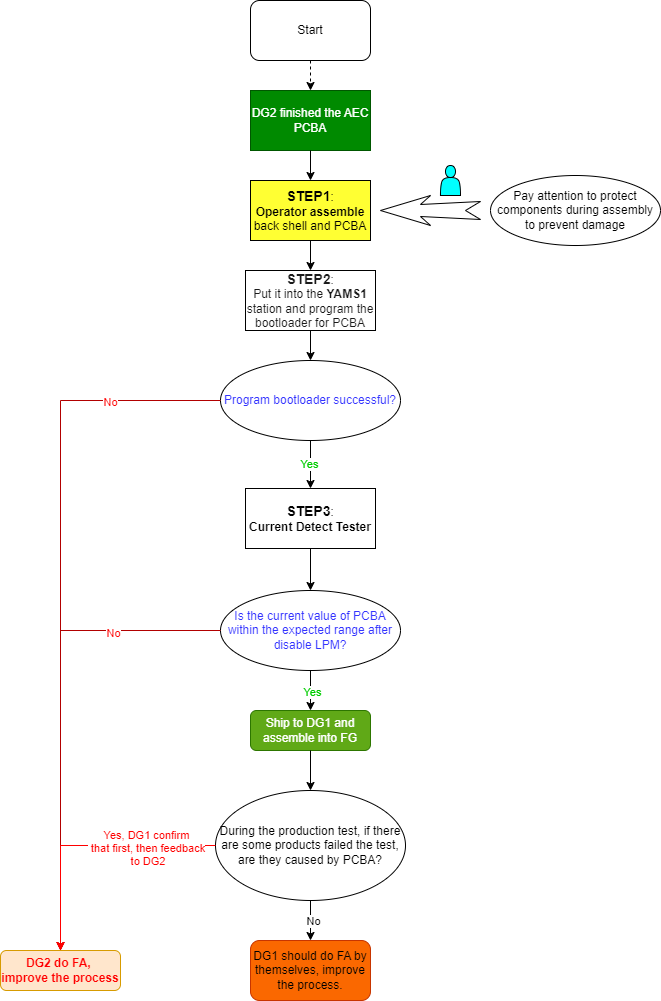 Start
DG2 finished the AEC
PCBA
STEP1:
Operator assemble
back shell and PCBA
Pay attention to protect
components during assembly
to prevent damage
STEP2:
Put it into the YAMS1
station and program the
bootloader for PCBA
Program bootloader successful?
No
Yes
STEP3:
Current Detect Tester
Is the current value of PCBA
within the expected range after
disable LPM?
No
Yes
Ship to DG1 and
assemble into FG
During the production test, if there
are some products failed the test,
are they caused by PCBA?
Yes, DG1 confirm
that first, then feedback
to DG2
No
DG2 do FA,
improve the process
DG1 should do FA by
themselves, improve
the process.